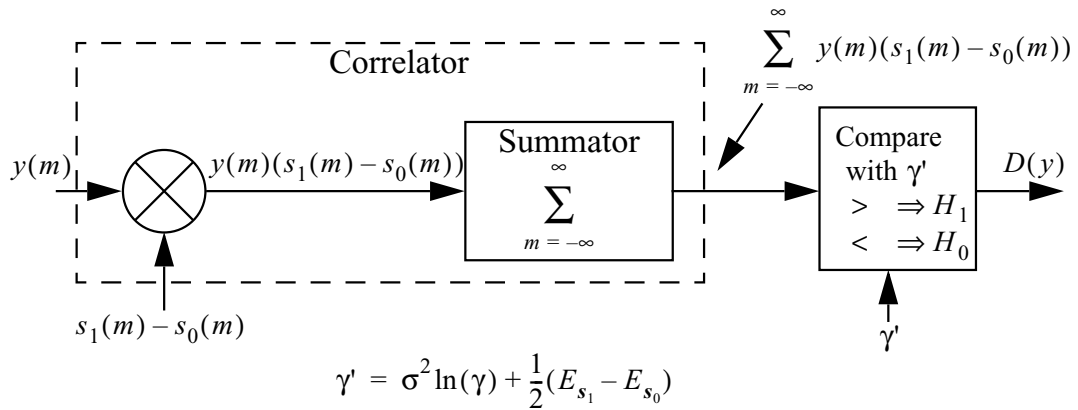 Correlator
∞
∑ y(m)(s₁(m) – s₀(m))
m = –∞
y(m)
y(m)(s₁(m) – s₀(m))
Summator
∞
∑
m = –∞
Compare
with γ'
> ⇒ H₁
< ⇒ H₀
D(y)
s₁(m) – s₀(m)
γ'
γ' = σ² ln(γ) + 1/2 (E_s₁ – E_s₀)